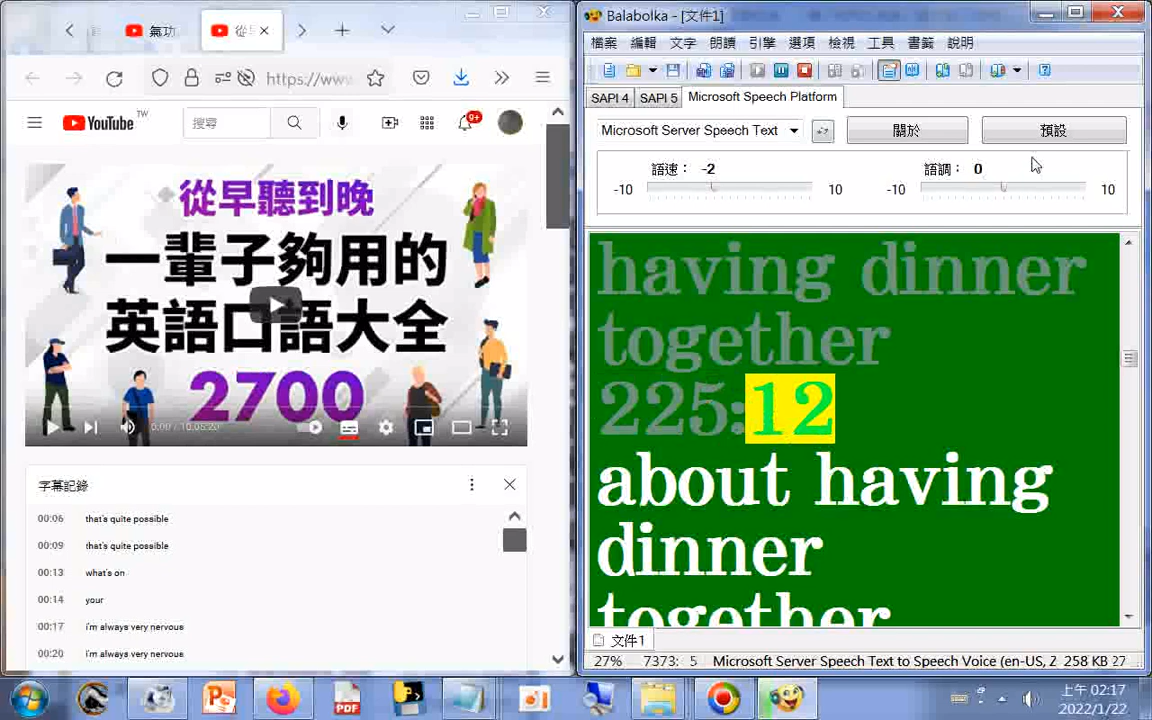 氣功
從
https://www
YouTube TW
搜尋
9+
從早聽到晚
一輩子夠用的
英語口語大全
2700
0:00 / 10:05:20
字幕記錄
00:06 that's quite possible
00:09 that's quite possible
00:13 what's on
00:14 your
00:17 i'm always very nervous
00:20 i'm always very nervous
Balabolka - [文件1]
檔案 編輯 文字 朗讀 引擎 選項 檢視 工具 書籤 說明
SAPI 4 SAPI 5 Microsoft Speech Platform
Microsoft Server Speech Text
關於
預設
語速： -2
語調： 0
-10 10 -10 10
having dinner
together
225:12
about having
dinner
together
文件1
27% 7373: 5 Microsoft Server Speech Text to Speech Voice (en-US, 2 258 KB 27
PDF
上午 02:17
2022/1/22